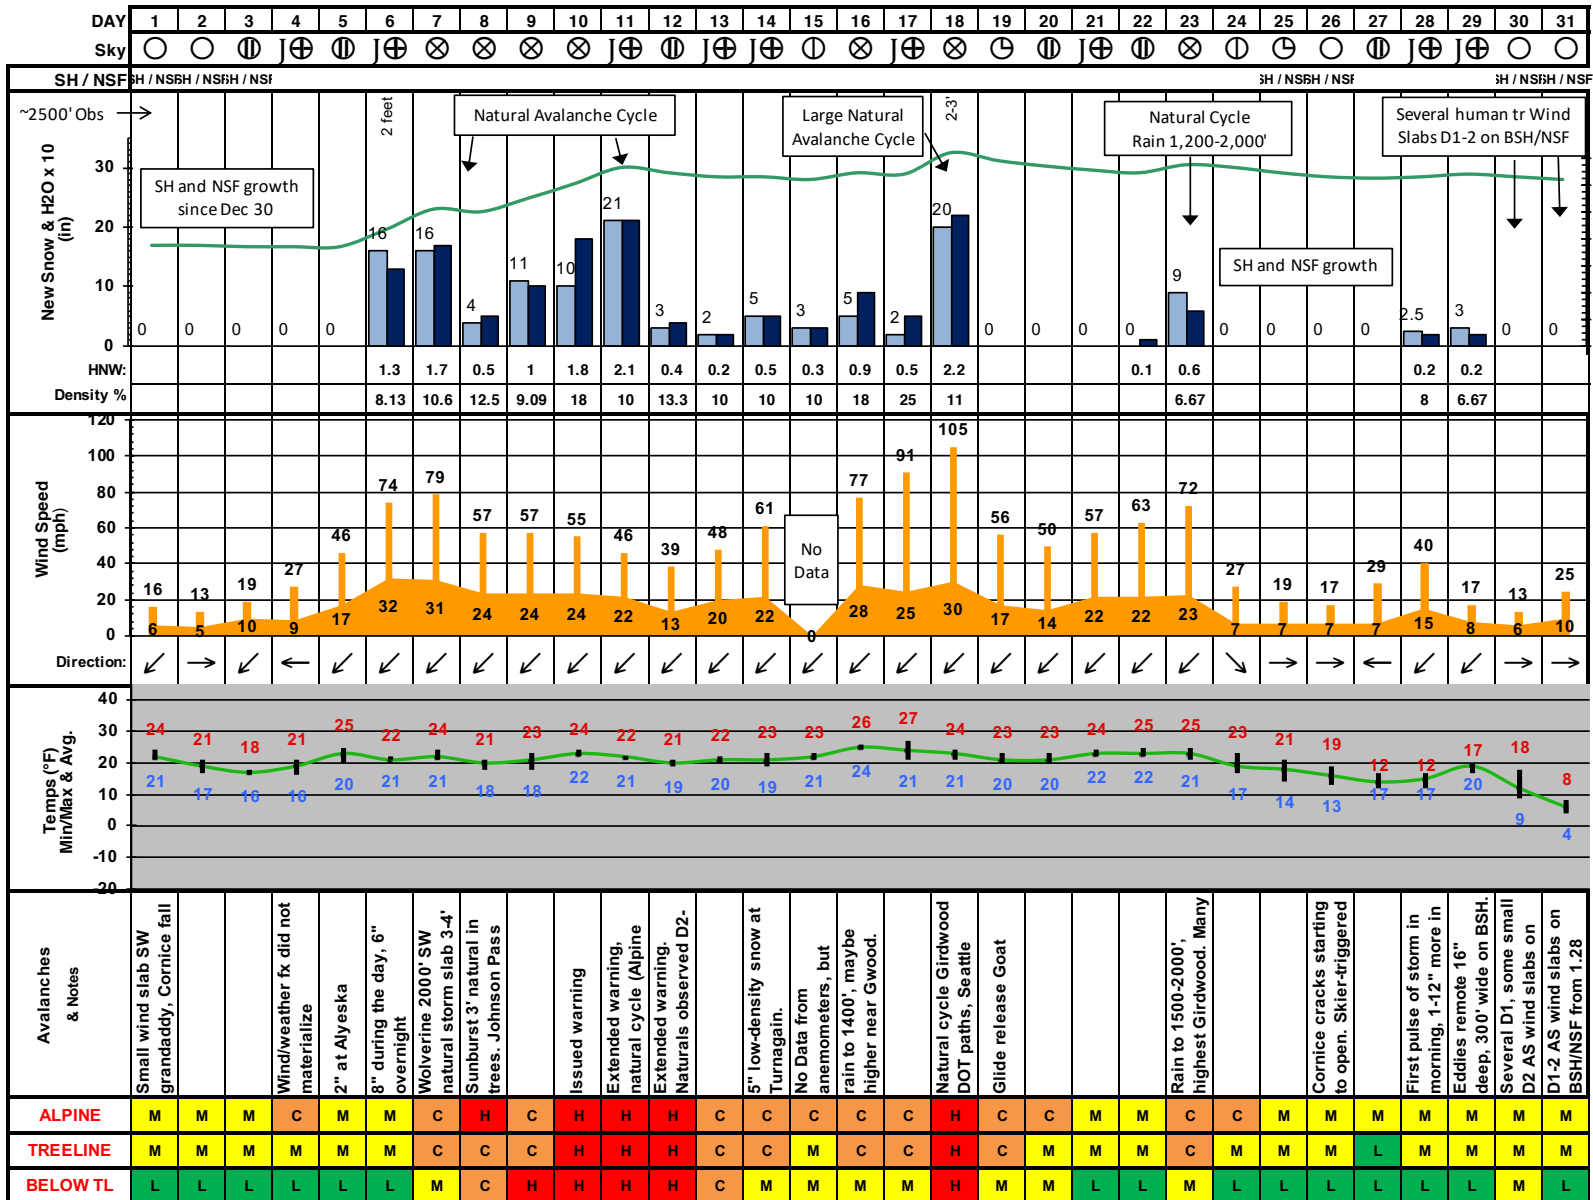 DAY 1 2 3 4 5 6 7 8 9 10 11 12 13 14 15 16 17 18 19 20 21 22 23 24 25 26 27 28 29 30 31
Sky
SH / NSF SH / NSF SH / NSF SH / NSF SH / NSF SH / NSF SH / NSF SH / NSF
~2500' Obs
2 feet
2-3'
Natural Avalanche Cycle
Large Natural
Avalanche Cycle
Natural Cycle
Rain 1,200-2,000'
Several human tr Wind
Slabs D1-2 on BSH/NSF
SH and NSF growth
since Dec 30
SH and NSF growth
New Snow & H2O x 10
(in)
30
20
10
0
0 0 0 0 0 16 16 4 11 10 21 3 2 5 3 5 2 20 0 0 0 0 9 0 0 0 0 2.5 3 0 0
HNW: 1.3 1.7 0.5 1 1.8 2.1 0.4 0.2 0.5 0.3 0.9 0.5 2.2 0.1 0.6 0.2 0.2
Density % 8.13 10.6 12.5 9.09 18 10 13.3 10 10 10 18 25 11 6.67 8 6.67
Wind Speed
(mph)
120
100
80
60
40
20
0
16 13 19 27 46 74 79 57 57 55 46 39 48 61 77 91 105 56 50 57 63 72 27 19 17 29 40 17 13 25
No
Data
6 5 10 9 17 32 31 24 24 24 22 13 20 22 0 28 25 30 17 14 22 22 23 7 7 7 7 15 8 6 10
Direction:
Temps (°F)
Min/Max & Avg.
40
30
20
10
0
-10
-20
24 21 18 21 25 22 24 21 23 24 22 21 22 23 23 26 27 24 23 23 24 25 25 23 21 19 12 12 17 18 8
21 17 16 16 20 21 21 18 18 22 21 19 20 19 21 24 21 21 20 20 22 22 21 17 14 13 17 17 20 9 4
Avalanches
& Notes
Small wind slab SW
grandaddy, Cornice fall
Wind/weather fx did not
materialize
2" at Alyeska
8" during the day, 6"
overnight
Wolverine 2000' SW
natural storm slab 3-4'
Sunburst 3' natural in
trees. Johnson Pass
Issued warning
Extended warning,
natural cycle (Alpine
Extended warning.
Naturals observed D2-
5" low-density snow at
Turnagain.
No Data from
anemometers, but
rain to 1400', maybe
higher near Gwood.
Natural cycle Girdwood
DOT paths, Seattle
Glide release Goat
Rain to 1500-2000',
highest Girdwood. Many
Cornice cracks starting
to open. Skier-triggered
First pulse of storm in
morning, 1-12" more in
Eddies remote 16"
deep, 300' wide on BSH.
Several D1, some small
D2 AS wind slabs on
D1-2 AS wind slabs on
BSH/NSF from 1.28
ALPINE M M M C M M C H C H H H C C C C C H C C M M C C M M M M M M M
TREELINE M M M M M M C C C H H H C C M C C H C M M M C M M M L M M M M
BELOW TL L L L L L L M C H H H H C M M M M H M M L L M L L L L L L M L